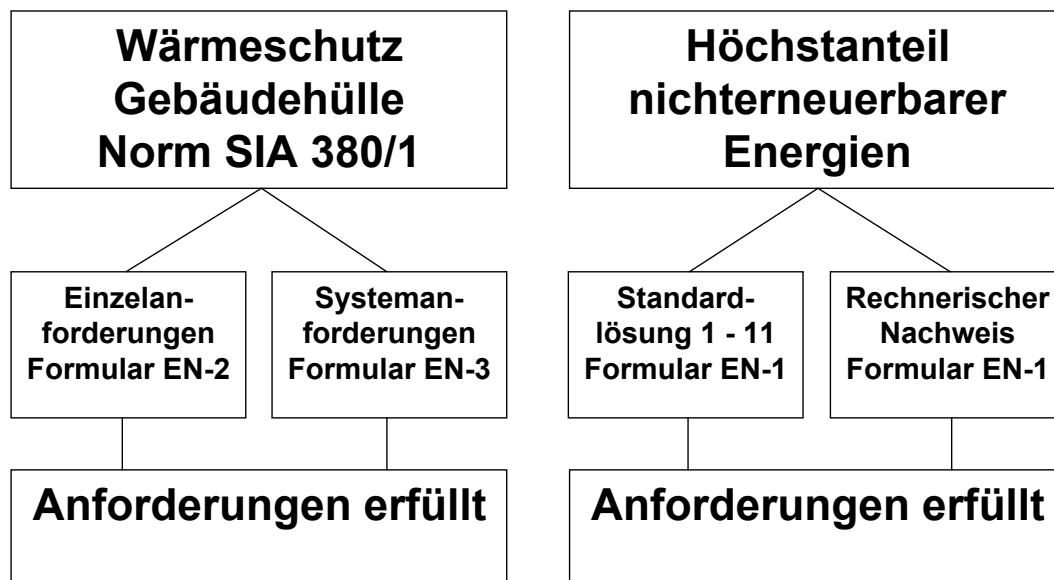 Wärmeschutz
Gebäudehülle
Norm SIA 380/1
Höchstanteil
nichterneuerbarer
Energien
Einzelan-
forderungen
Formular EN-2
Systeman-
forderungen
Formular EN-3
Standard-
lösung 1 - 11
Formular EN-1
Rechnerischer
Nachweis
Formular EN-1
Anforderungen erfüllt
Anforderungen erfüllt